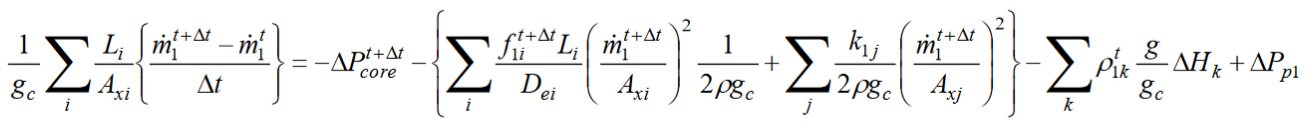 \frac{1}{g_c} \sum_i \frac{L_i}{A_{xi}} \left\{ \frac{\dot{m}_1^{t+\Delta t} - \dot{m}_1^t}{\Delta t} \right\} = -\Delta P_{core}^{t+\Delta t} - \left\{ \sum_i \frac{f_{1i}^{t+\Delta t} L_i}{D_{ei}} \left( \frac{\dot{m}_1^{t+\Delta t}}{A_{xi}} \right)^2 \frac{1}{2\rho g_c} + \sum_j \frac{k_{1j}}{2\rho g_c} \left( \frac{\dot{m}_1^{t+\Delta t}}{A_{xj}} \right)^2 \right\} - \sum_k \rho_{1k}^t \frac{g}{g_c} \Delta H_k + \Delta P_{p1}